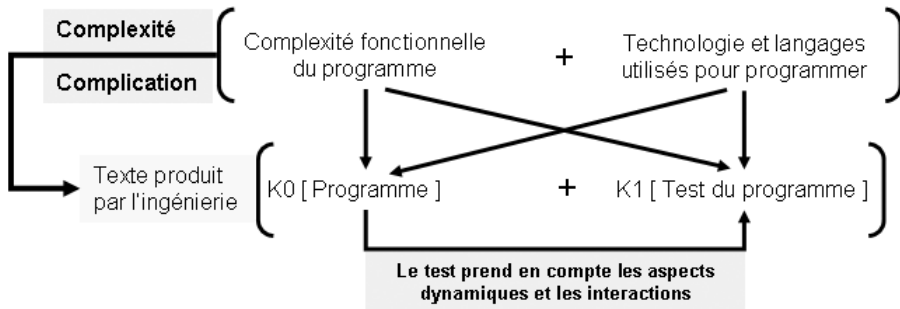 Complexité
Complication
Complexité fonctionnelle
du programme
+
Technologie et langages
utilisés pour programmer
Texte produit
par l'ingénierie
K0 [ Programme ]
+
K1 [ Test du programme ]
Le test prend en compte les aspects
dynamiques et les interactions